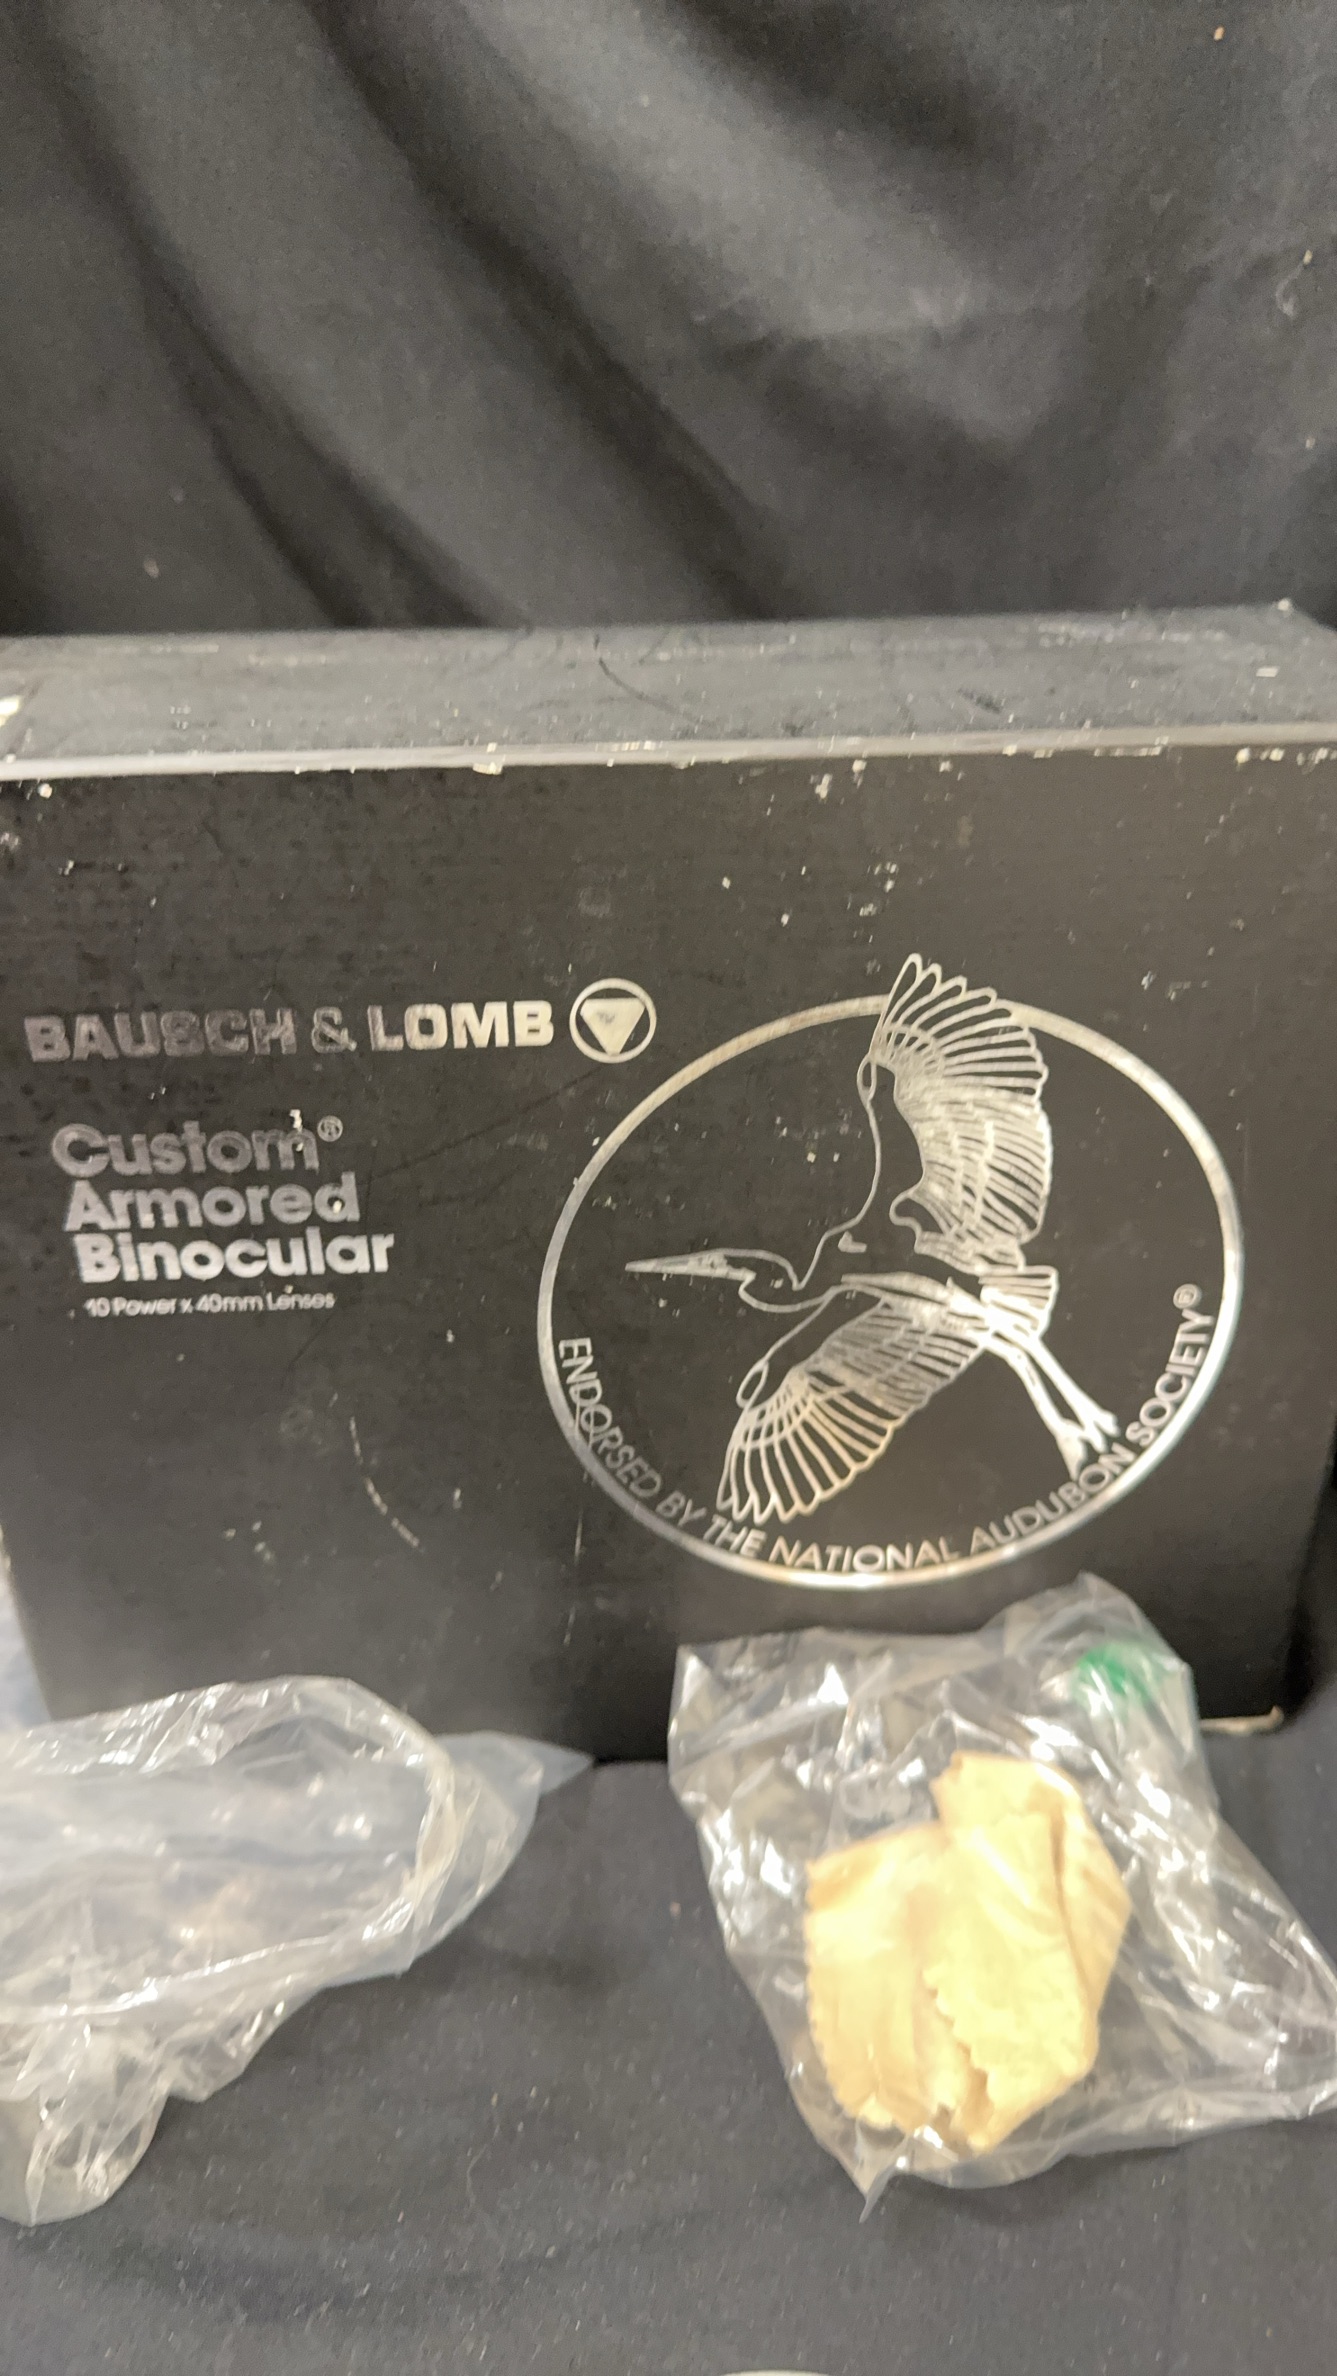 BAUSCH & LOMB
Custom®
Armored
Binocular
10 Power x 40mm Lenses
ENDORSED BY THE NATIONAL AUDUBON SOCIETY®